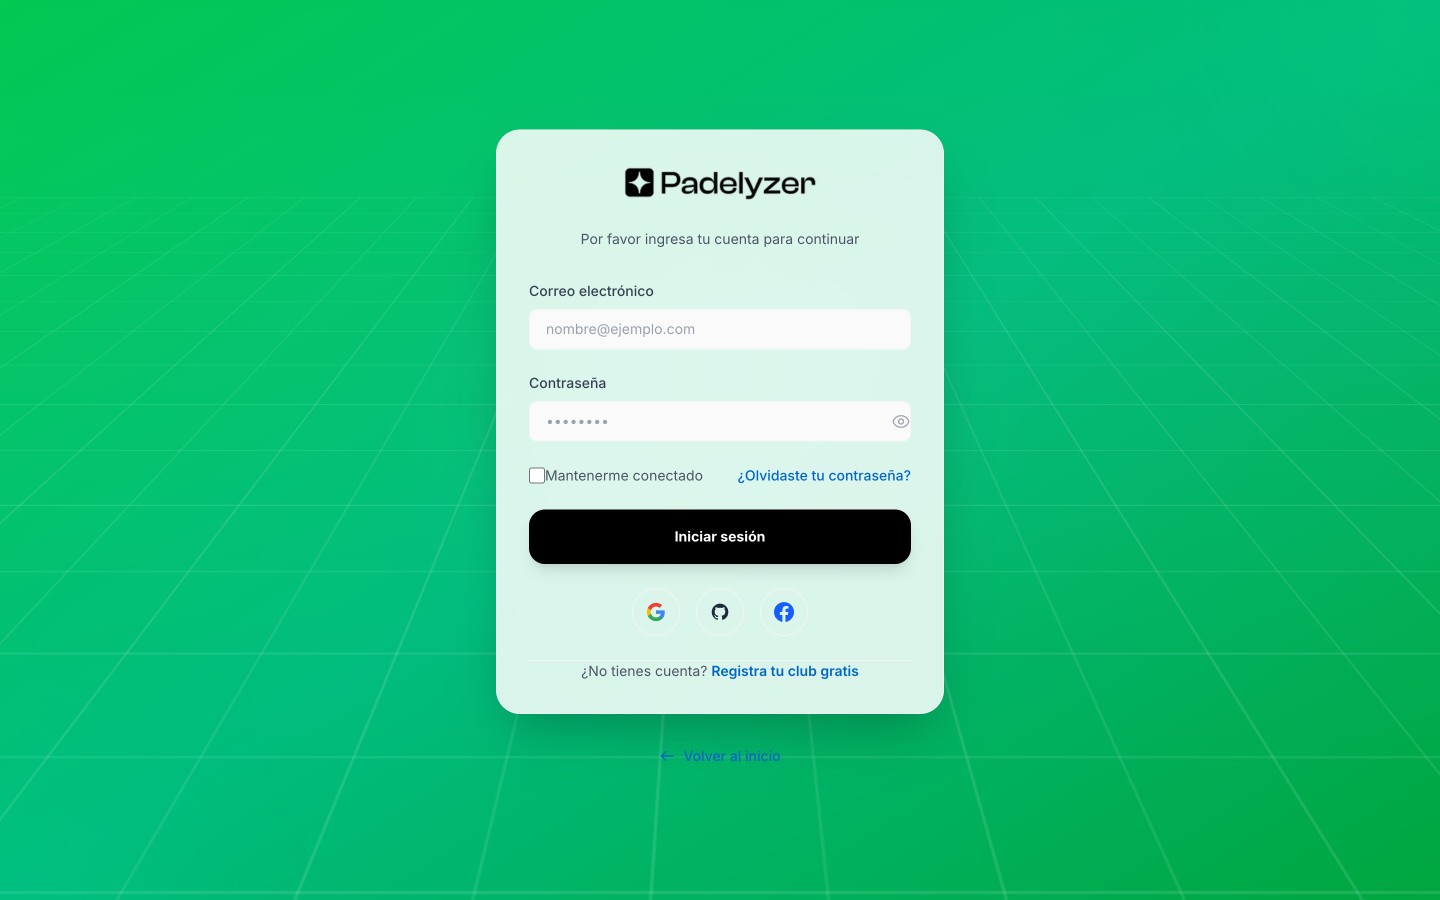 Padelyzer
Por favor ingresa tu cuenta para continuar
Correo electrónico
nombre@ejemplo.com
Contraseña
••••••••
Mantenerme conectado ¿Olvidaste tu contraseña?
Iniciar sesión
¿No tienes cuenta? Registra tu club gratis
← Volver al inicio